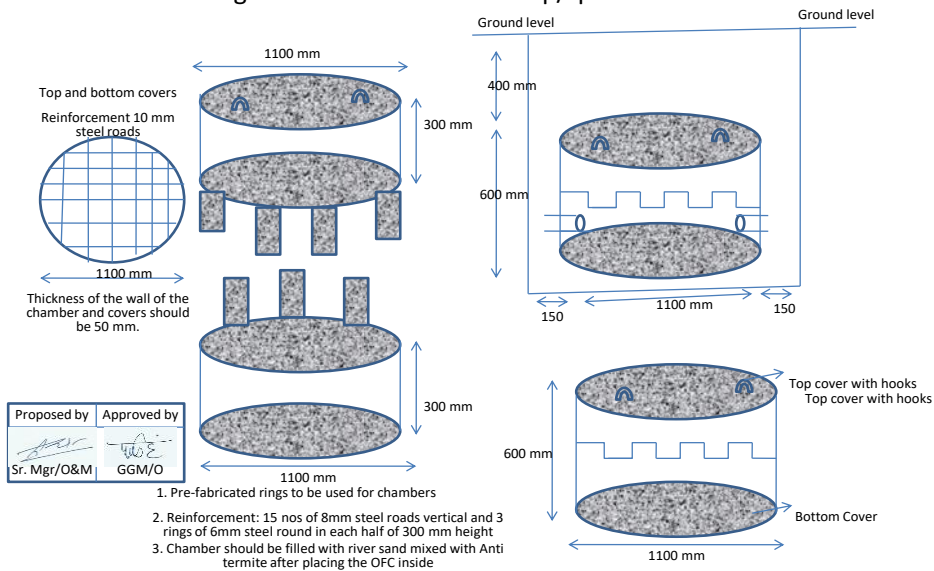 Ground level
Ground level
1100 mm
Top and bottom covers
Reinforcement 10 mm
steel roads
300 mm
400 mm
600 mm
1100 mm
Thickness of the wall of the
chamber and covers should
be 50 mm.
1100 mm
150
150
Top cover with hooks
Top cover with hooks
300 mm
600 mm
Proposed by Approved by
Sr. Mgr/O&M GGM/O
1100 mm
1. Pre-fabricated rings to be used for chambers
2. Reinforcement: 15 nos of 8mm steel roads vertical and 3
rings of 6mm steel round in each half of 300 mm height
3. Chamber should be filled with river sand mixed with Anti
termite after placing the OFC inside
Bottom Cover
1100 mm